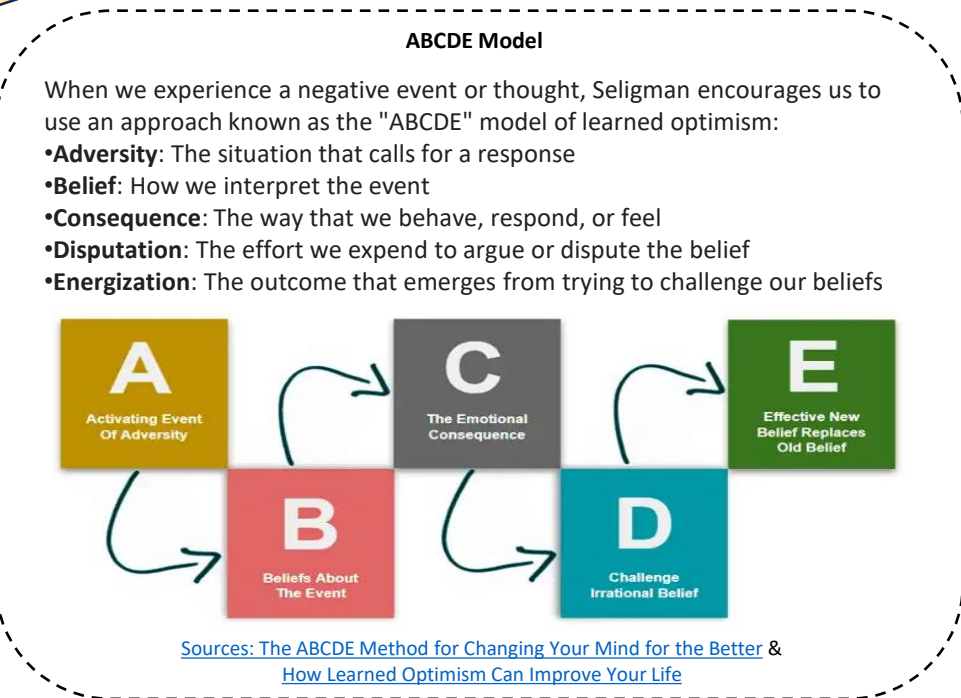 ABCDE Model
When we experience a negative event or thought, Seligman encourages us to
use an approach known as the "ABCDE" model of learned optimism:
•Adversity: The situation that calls for a response
•Belief: How we interpret the event
•Consequence: The way that we behave, respond, or feel
•Disputation: The effort we expend to argue or dispute the belief
•Energization: The outcome that emerges from trying to challenge our beliefs
A
Activating Event
Of Adversity
B
Beliefs About
The Event
C
The Emotional
Consequence
D
Challenge
Irrational Belief
E
Effective New
Belief Replaces
Old Belief
Sources: The ABCDE Method for Changing Your Mind for the Better &
How Learned Optimism Can Improve Your Life